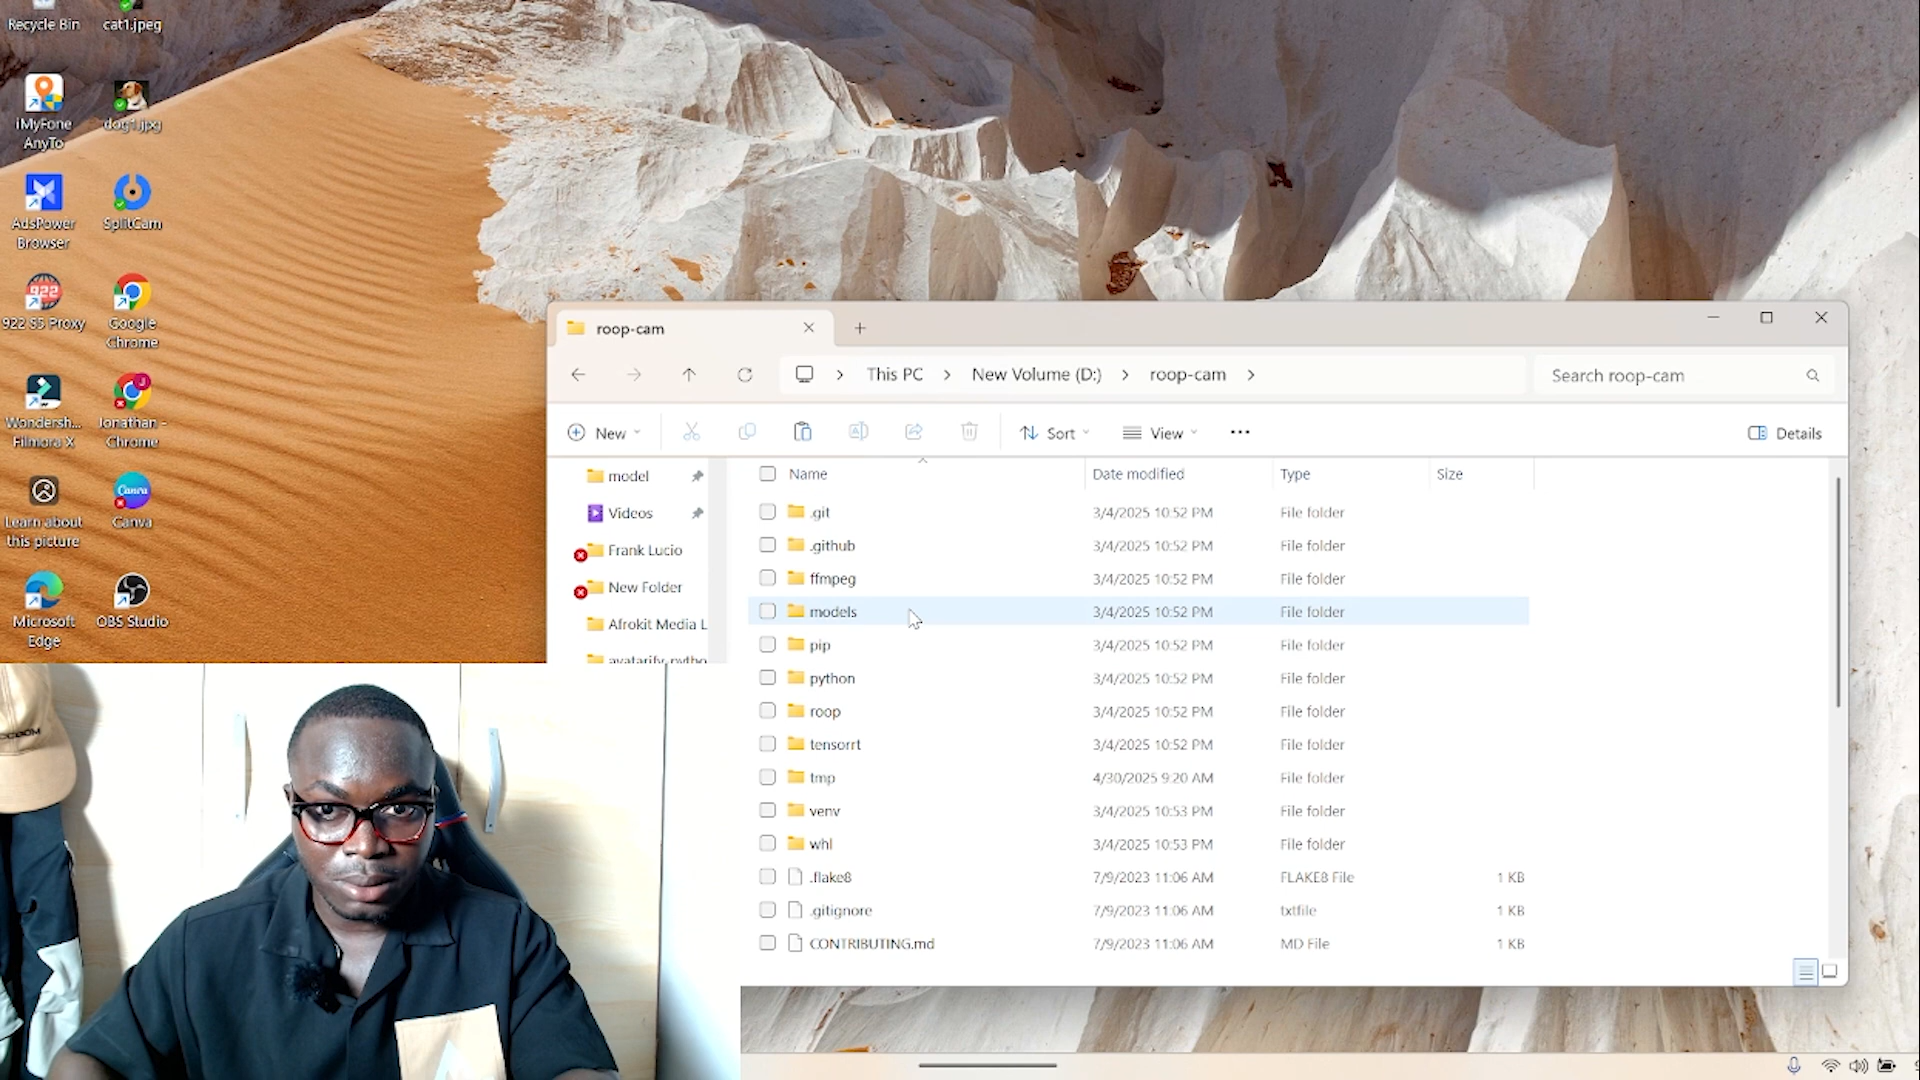 Recycle Bin
cat1.jpeg
iMyFone
AnyTo
dog1.jpg
AdsPower
Browser
SplitCam
922
922 S5 Proxy
Google
Chrome
Wondersh...
Filmora X
J
Jonathan -
Chrome
Learn about
this picture
Canva
Canva
Microsoft
Edge
OBS Studio
roop-cam
This PC
New Volume (D:)
roop-cam
Search roop-cam
New
Sort
View
Details
model
Videos
Frank Lucio
New Folder
Afrokit Media L
avatarify-pytho
Name
Date modified
Type
Size
.git 3/4/2025 10:52 PM File folder
.github 3/4/2025 10:52 PM File folder
ffmpeg 3/4/2025 10:52 PM File folder
models 3/4/2025 10:52 PM File folder
pip 3/4/2025 10:52 PM File folder
python 3/4/2025 10:52 PM File folder
roop 3/4/2025 10:52 PM File folder
tensorrt 3/4/2025 10:52 PM File folder
tmp 4/30/2025 9:20 AM File folder
venv 3/4/2025 10:53 PM File folder
whl 3/4/2025 10:53 PM File folder
.flake8 7/9/2023 11:06 AM FLAKE8 File 1 KB
.gitignore 7/9/2023 11:06 AM txtfile 1 KB
CONTRIBUTING.md 7/9/2023 11:06 AM MD File 1 KB